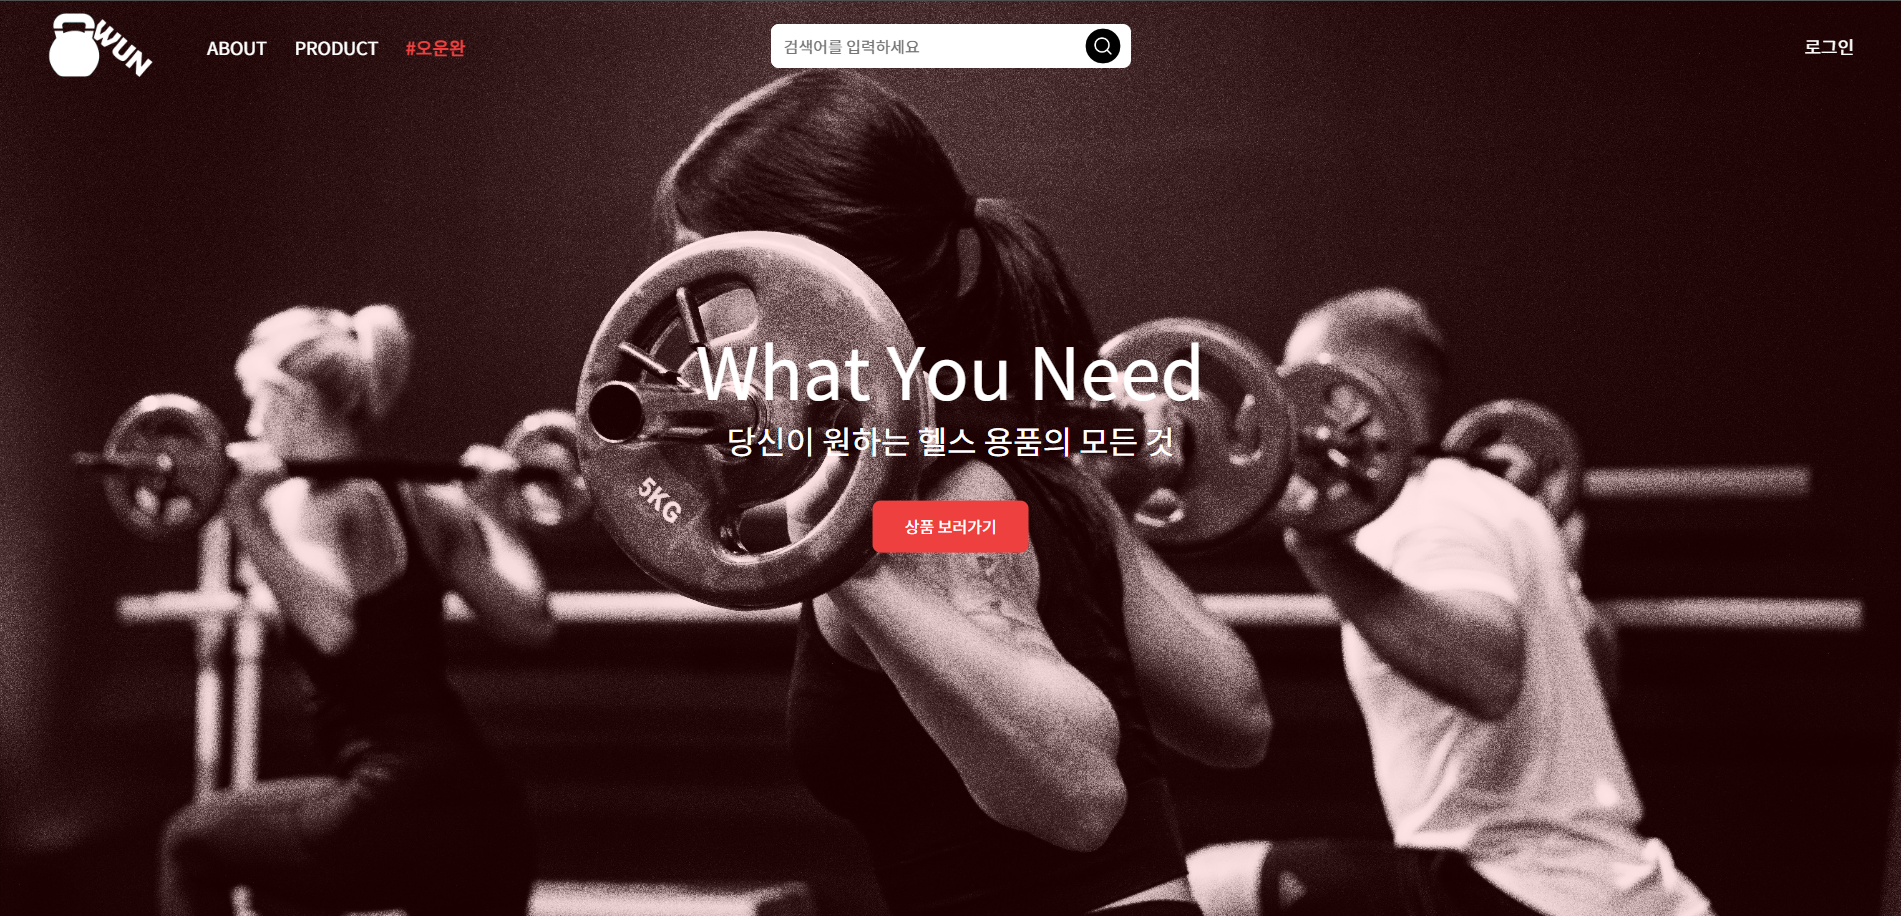 WUN
ABOUT PRODUCT #오운완
검색어를 입력하세요
로그인
What You Need
당신이 원하는 헬스 용품의 모든 것
5KG
상품 보러가기